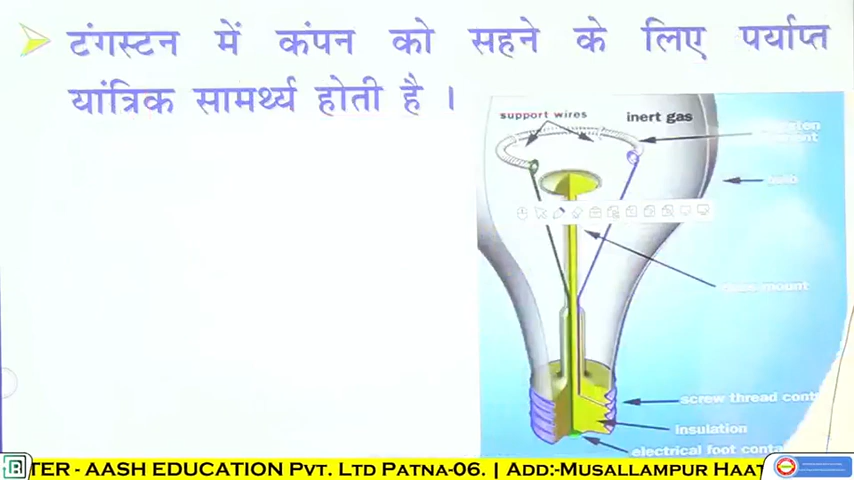 टंगस्टन में कंपन को सहने के लिए पर्याप्त
यांत्रिक सामर्थ्य होती है ।
support wires
inert gas
mount
screw thread cont
insulation
electrical foot conta
TER - AASH EDUCATION PVT. LTD PATNA-06. | ADD:-MUSALLAMPUR HAAT